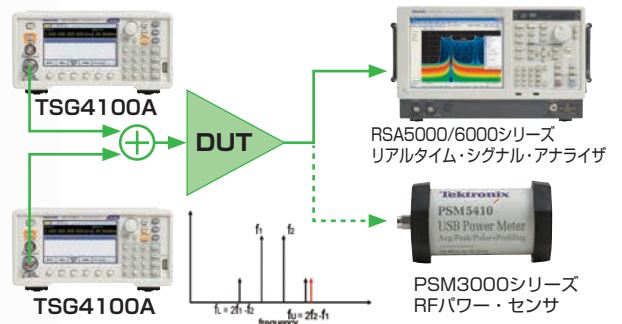 TSG4100A
DUT
RSA5000/6000シリーズ
リアルタイム・シグナル・アナライザ
Tektronix
PSM5410
USB Power Meter
Avg/Peak/Pulse+Profiling
PSM3000シリーズ
RFパワー・センサ
TSG4100A
f1
f2
fL = 2f1-f2
fU = 2f2-f1
frequency